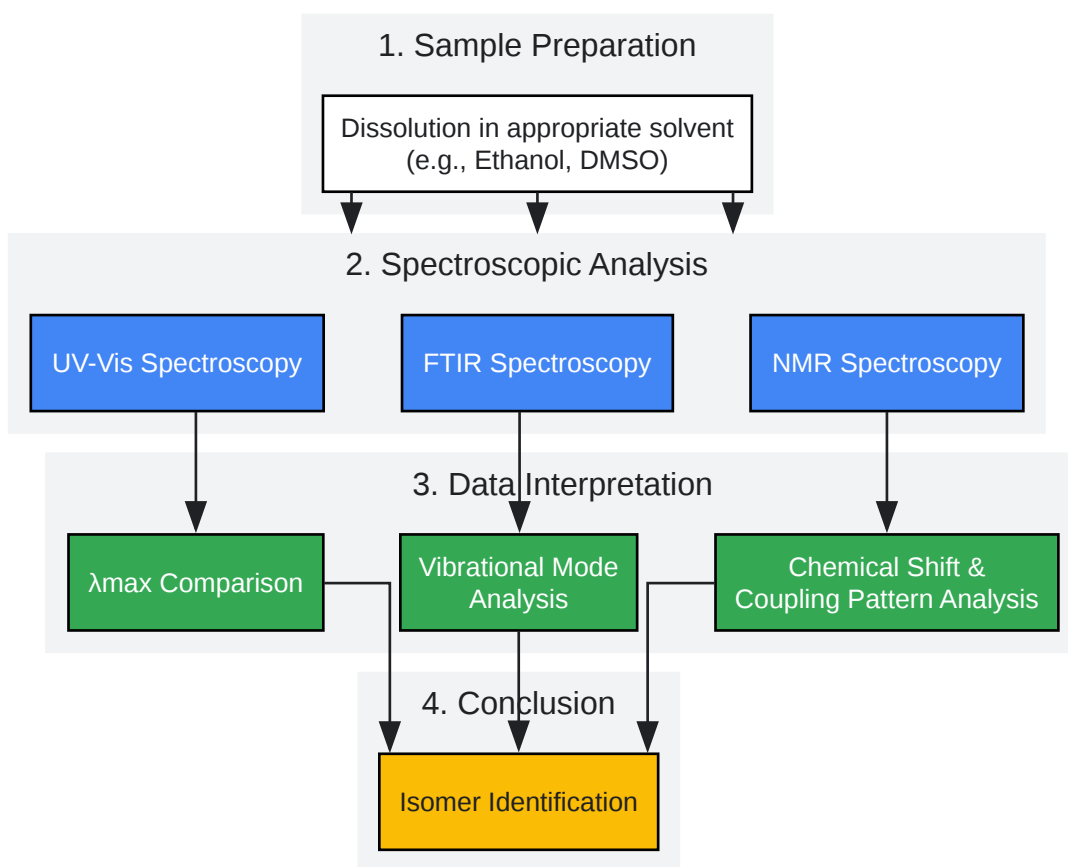 1. Sample Preparation
Dissolution in appropriate solvent
(e.g., Ethanol, DMSO)
2. Spectroscopic Analysis
UV-Vis Spectroscopy
FTIR Spectroscopy
NMR Spectroscopy
3. Data Interpretation
λmax Comparison
Vibrational Mode
Analysis
Chemical Shift &
Coupling Pattern Analysis
4. Conclusion
Isomer Identification